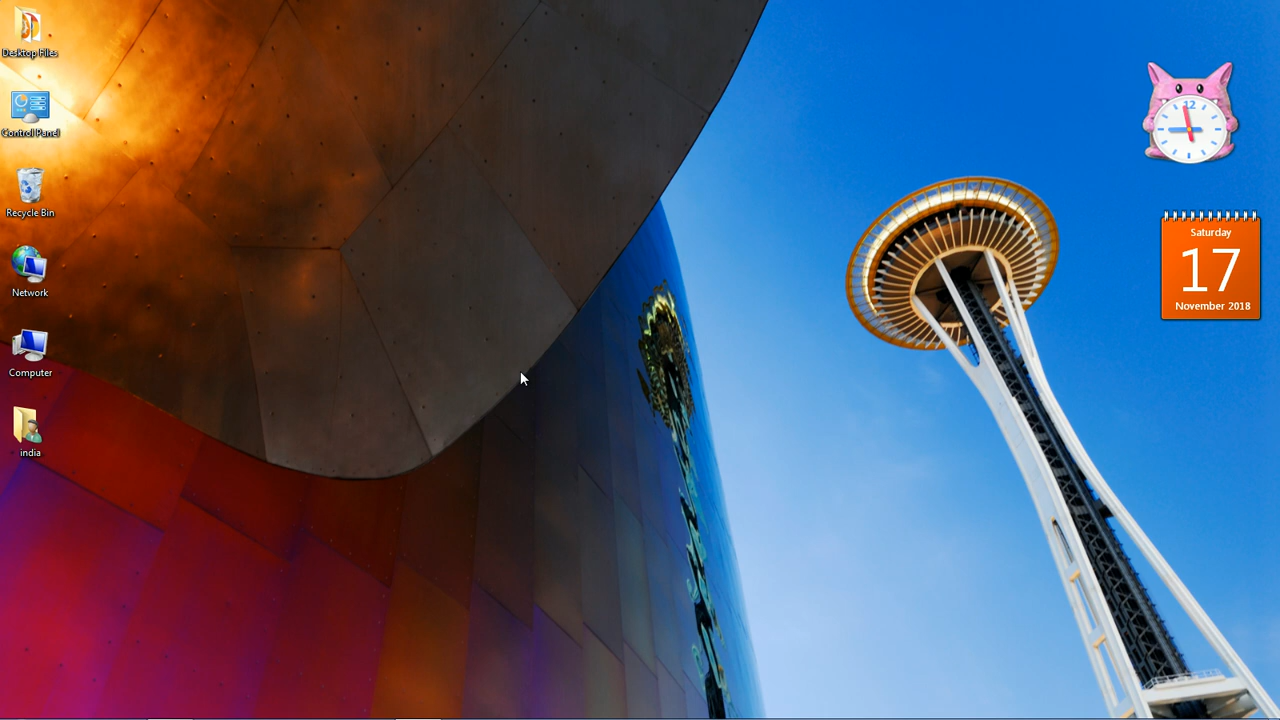 Desktop Files
Control Panel
Recycle Bin
Network
Computer
india
12
Saturday
17
November 2018